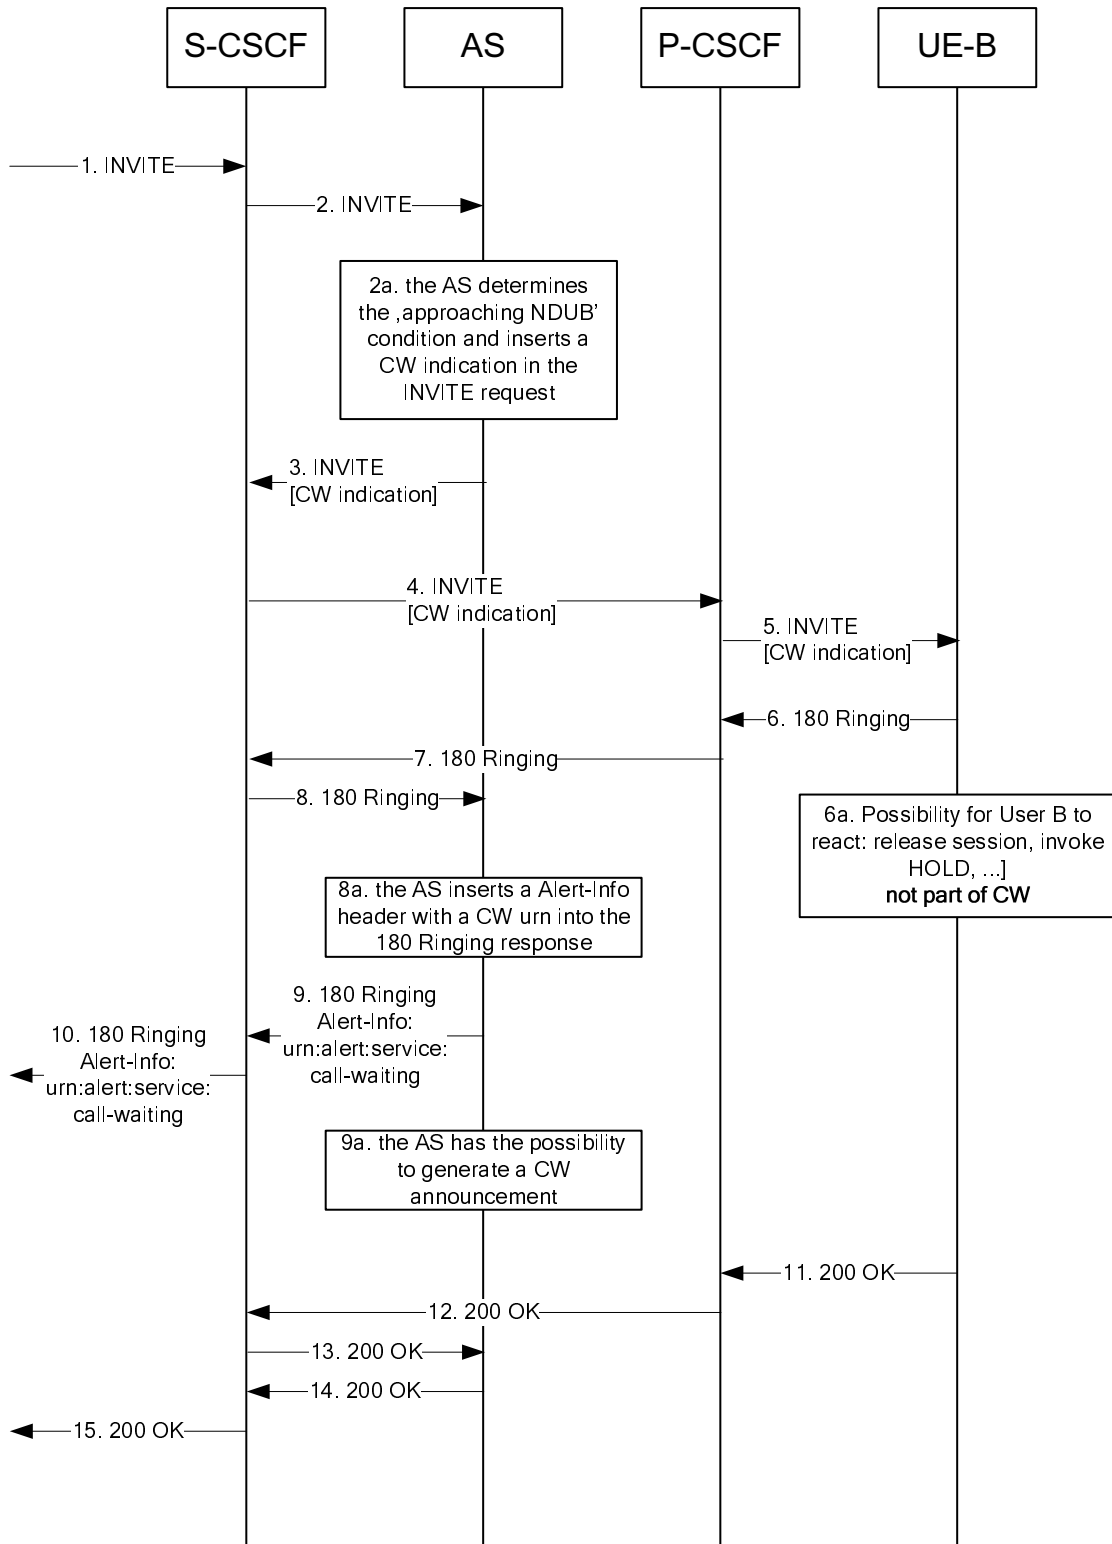 S-CSCF
AS
P-CSCF
UE-B
1. INVITE
2. INVITE
2a. the AS determines
the ‚approaching NDUB’
condition and inserts a
CW indication in the
INVITE request
3. INVITE
[CW indication]
4. INVITE
[CW indication]
5. INVITE
[CW indication]
6. 180 Ringing
7. 180 Ringing
8. 180 Ringing
6a. Possibility for User B to
react: release session, invoke
HOLD, ...]
not part of CW
8a. the AS inserts a Alert-Info
header with a CW urn into the
180 Ringing response
9. 180 Ringing
Alert-Info:
urn:alert:service:
call-waiting
10. 180 Ringing
Alert-Info:
urn:alert:service:
call-waiting
9a. the AS has the possibility
to generate a CW
announcement
11. 200 OK
12. 200 OK
13. 200 OK
14. 200 OK
15. 200 OK